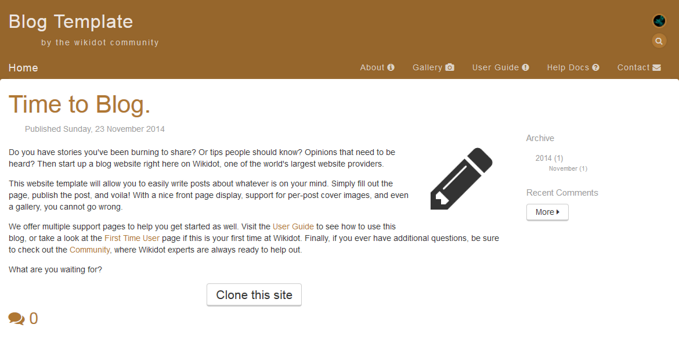 Blog Template
by the wikidot community
Home
About
Gallery
User Guide
Help Docs
Contact
Time to Blog.
Published Sunday, 23 November 2014
Do you have stories you've been burning to share? Or tips people should know? Opinions that need to be
heard? Then start up a blog website right here on Wikidot, one of the world's largest website providers.
This website template will allow you to easily write posts about whatever is on your mind. Simply fill out the
page, publish the post, and voila! With a nice front page display, support for per-post cover images, and even
a gallery, you cannot go wrong.
We offer multiple support pages to help you get started as well. Visit the User Guide to see how to use this
blog, or take a look at the First Time User page if this is your first time at Wikidot. Finally, if you ever have additional questions, be sure
to check out the Community, where Wikidot experts are always ready to help out.
What are you waiting for?
Clone this site
0
Archive
2014 (1)
November (1)
Recent Comments
More